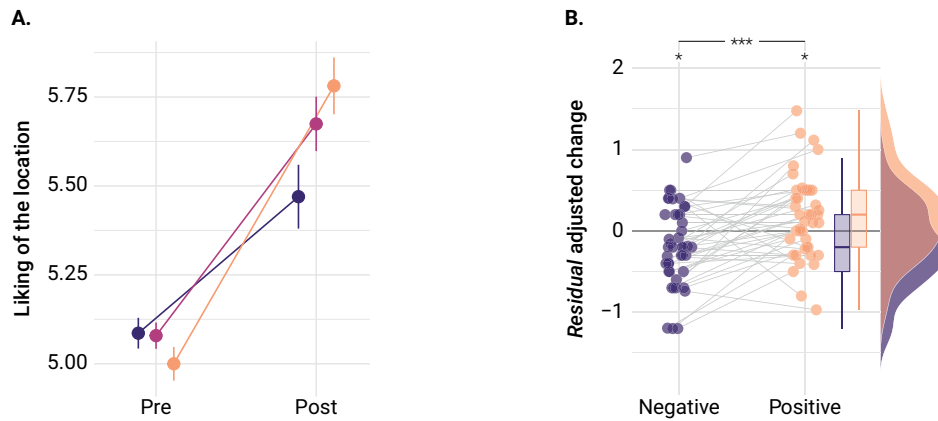 A.
Liking of the location
5.75
5.50
5.25
5.00
Pre Post
B.
Residual adjusted change
***
* *
2
1
0
−1
Negative Positive